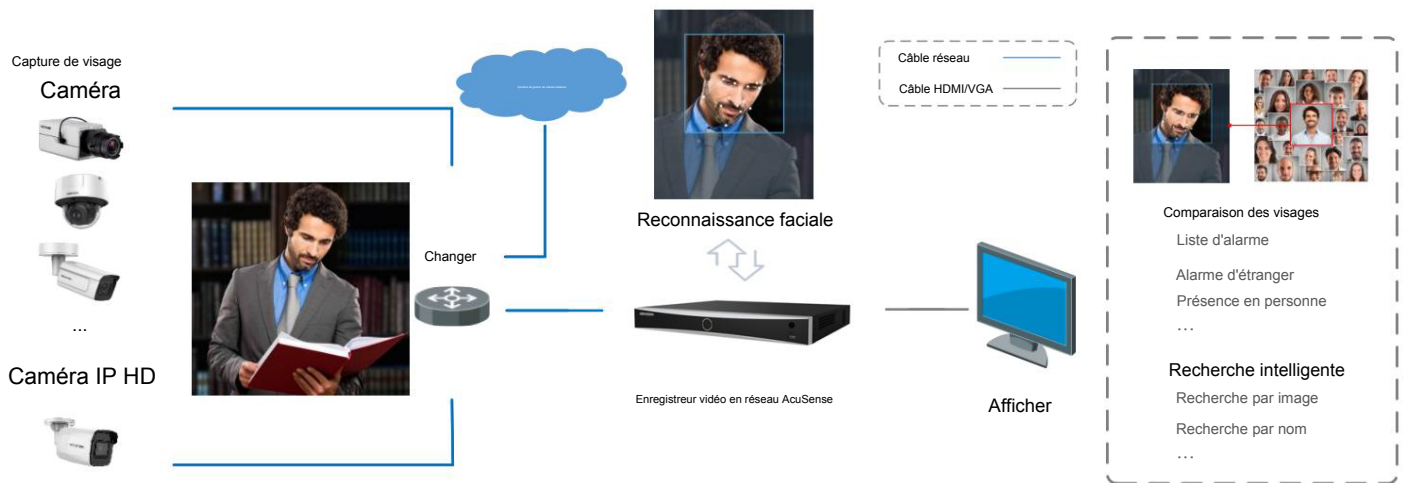 Capture de visage
Caméra
...
Caméra IP HD
Changer
Reconnaissance faciale
Enregistreur vidéo en réseau AcuSense
Afficher
Câble réseau
Câble HDMI/VGA
Comparaison des visages
Liste d'alarme
Alarme d'étranger
Présence en personne
...
Recherche intelligente
Recherche par image
Recherche par nom
...